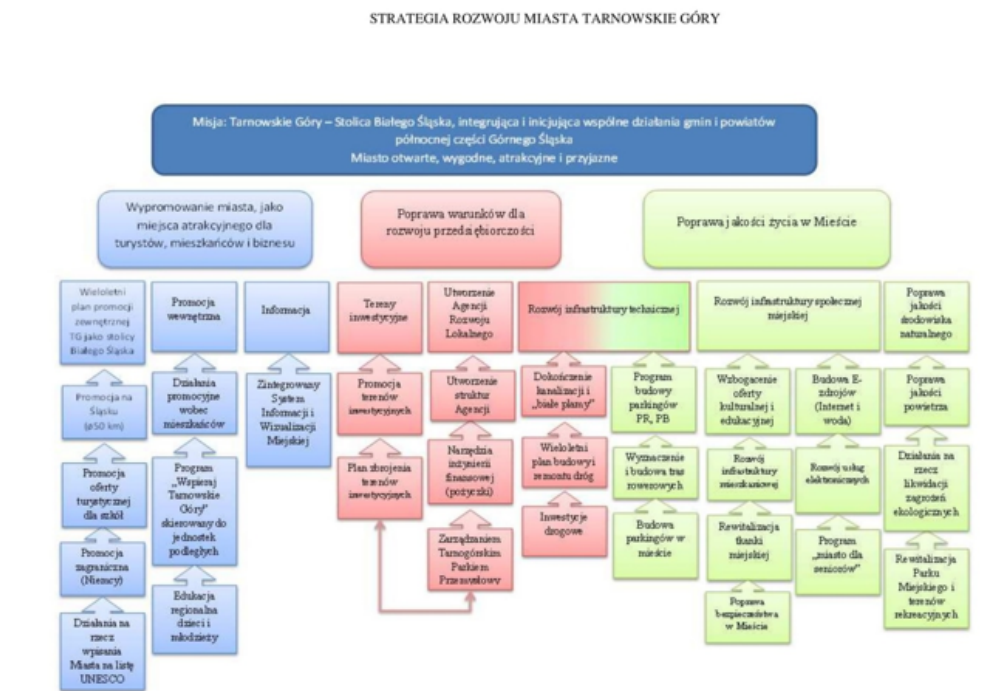 STRATEGIA ROZWOJU MIASTA TARNOWSKIE GÓRY
Misja: Tarnowskie Góry – Stolica Białego Śląska, integrująca i inicjująca wspólne działania gmin i powiatów
północnej części Górnego Śląska
Miasto otwarte, wygodne, atrakcyjne i przyjazne
Wypromowanie miasta, jako
miejsca atrakcyjnego dla
turystów, mieszkańców i biznesu
Poprawa warunków dla
rozwoju przedsiębiorczości
Poprawa jakości życia w Mieście
Wieloletni
plan promocji
zewnętrznej
TG jako stolicy
Białego Śląska
Promocja
wewnętrzna
Informacja
Tereny
inwestycyjne
Utworzenie
Agencji
Rozwoju
Lokalnego
Rozwój infrastruktury technicznej
Rozwój infrastruktury społecznej
miejskiej
Poprawa
jakości
środowiska
naturalnego
Promocja na
Śląsku
(ø50 km)
Działania
promocyjne
wobec
mieszkańców
Zintegrowany
System
Informacji i
Wizualizacji
Miejskiej
Promocja
terenów
inwestycyjnych
Utworzenie
struktur
Agencji
Dokończenie
kanalizacji i
„białe plamy”
Program
budowy
parkingów
PR, PB
Wzbogacenie
oferty
kulturalnej i
edukacyjnej
Budowa E-
zdrojów
(Internet i
woda)
Poprawa
jakości
powietrza
Promocja
oferty
turystycznej
dla szkół
Program
„Wspieraj
Tarnowskie
Góry”
skierowany do
jednostek
podległych
Plan zbrojenia
terenów
inwestycyjnych
Narzędzia
inżynierii
finansowej
(pożyczki)
Wieloletni
plan budowy i
remontu dróg
Wyznaczenie
i budowa tras
rowerowych
Rozwój
infrastruktury
mieszkaniowej
Rozwój usług
elektronicznych
Działania na
rzecz
likwidacji
zagrożeń
ekologicznych
Promocja
zagraniczna
(Niemcy)
Zarządzaniem
Tarnogórskim
Parkiem
Przemysłowy
Inwestycje
drogowe
Budowa
parkingów w
mieście
Rewitalizacja
tkanki
miejskiej
Program
„miasto dla
seniorów”
Rewitalizacja
Parku
Miejskiego i
terenów
rekreacyjnych
Działania na
rzecz
wpisania
Miasta na listę
UNESCO
Edukacja
regionalna
dzieci i
młodzieży
Poprawa
bezpieczeństwa
w Mieście